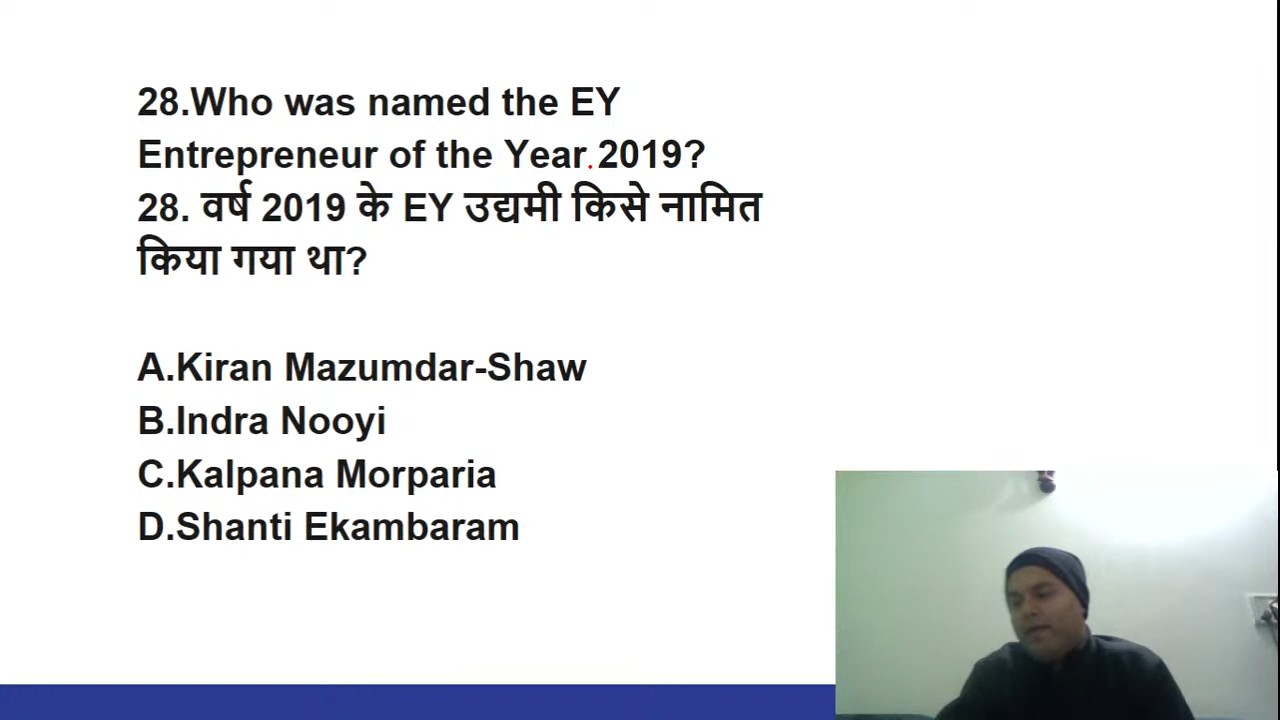 28.Who was named the EY
Entrepreneur of the Year 2019?
28. वर्ष 2019 के EY उद्यमी किसे नामित
किया गया था?
A.Kiran Mazumdar-Shaw
B.Indra Nooyi
C.Kalpana Morparia
D.Shanti Ekambaram